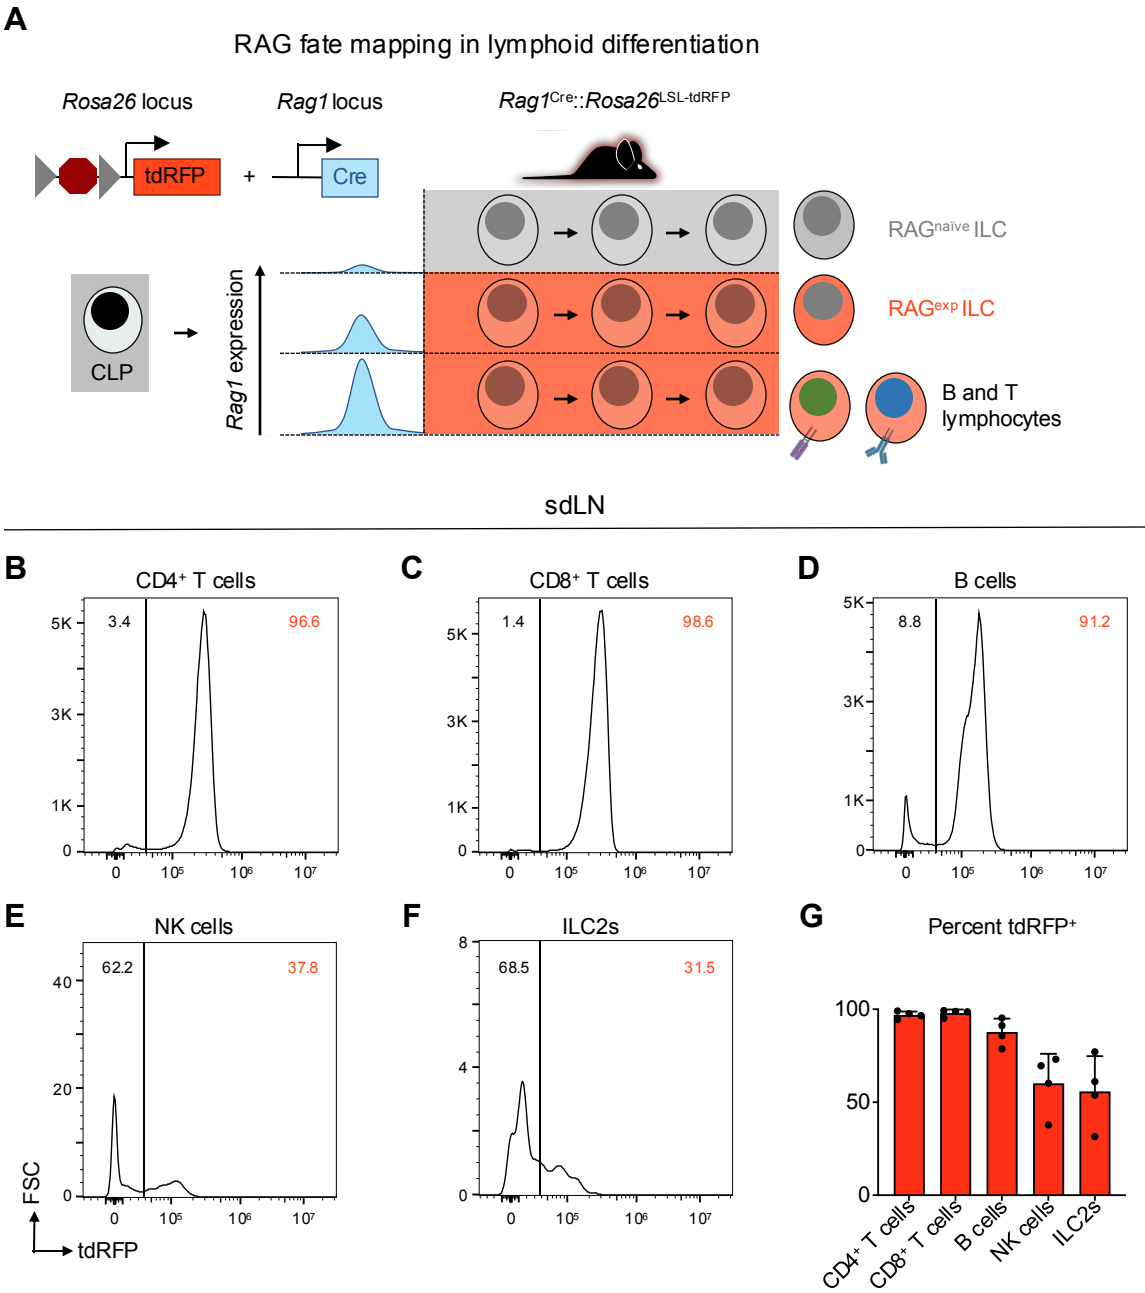 A
RAG fate mapping in lymphoid differentiation
Rosa26 locus
Rag1 locus
Rag1Cre::Rosa26LSL-tdRFP
tdRFP
+
Cre
RAGnaïve ILC
Rag1 expression
RAGexp ILC
CLP
B and T
lymphocytes
sdLN
B
CD4+ T cells
3.4
96.6
5K
3K
1K
0
0
10⁵
10⁶
10⁷
C
CD8+ T cells
1.4
98.6
5K
3K
1K
0
0
10⁵
10⁶
10⁷
D
B cells
8.8
91.2
5K
3K
1K
0
0
10⁵
10⁶
10⁷
E
NK cells
62.2
37.8
40
20
0
0
10⁵
10⁶
10⁷
FSC
tdRFP
F
ILC2s
68.5
31.5
8
4
0
0
10⁵
10⁶
10⁷
G
Percent tdRFP+
100
50
0
CD4+ T cells
CD8+ T cells
B cells
NK cells
ILC2s